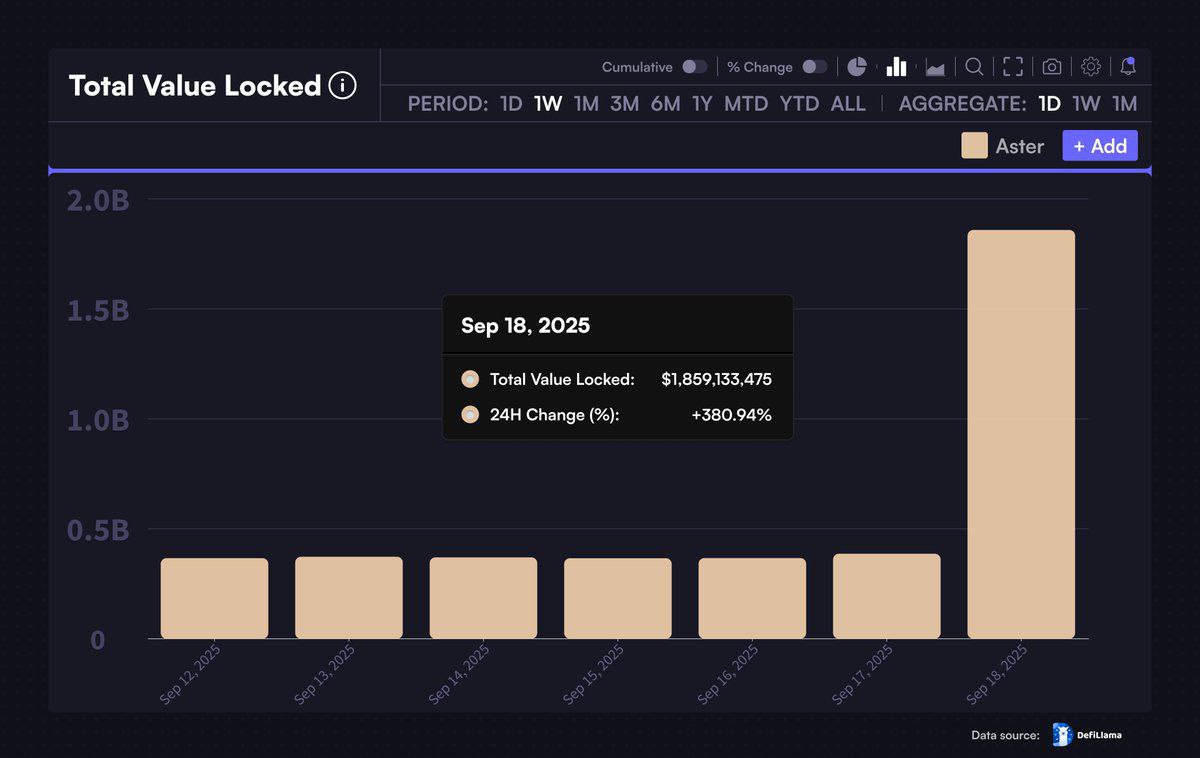 Total Value Locked
Cumulative % Change
PERIOD: 1D 1W 1M 3M 6M 1Y MTD YTD ALL AGGREGATE: 1D 1W 1M
Aster + Add
2.0B
1.5B
1.0B
0.5B
0
Sep 18, 2025
Total Value Locked: $1,859,133,475
24H Change (%): +380.94%
Sep 12, 2025 Sep 13, 2025 Sep 14, 2025 Sep 15, 2025 Sep 16, 2025 Sep 17, 2025 Sep 18, 2025
Data source: DefiLlama